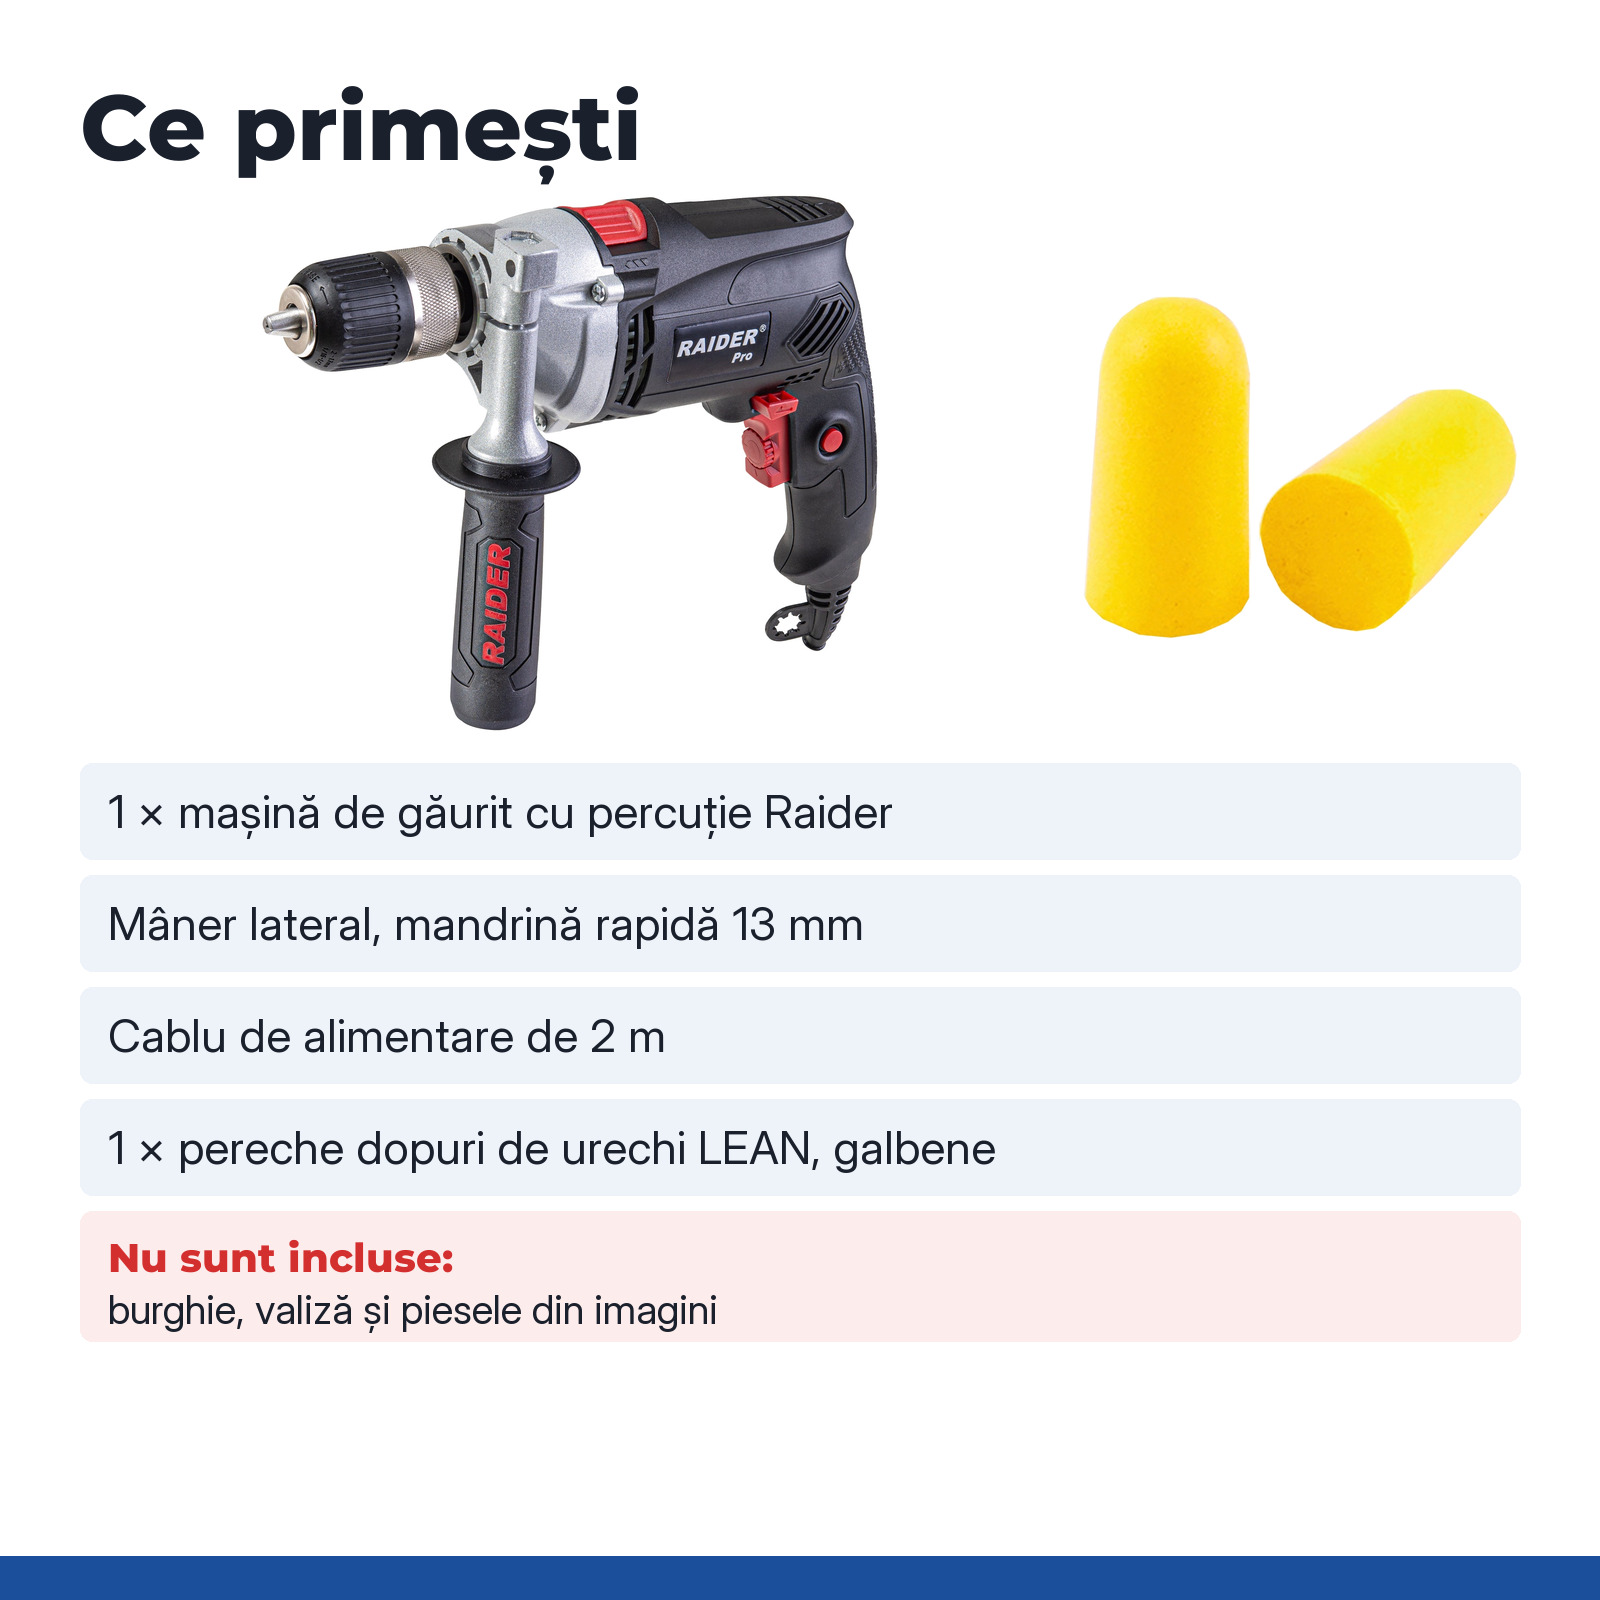 Ce primești
RAIDER®
Pro
RAIDER
1 × mașină de găurit cu percuție Raider
Mâner lateral, mandrină rapidă 13 mm
Cablu de alimentare de 2 m
1 × pereche dopuri de urechi LEAN, galbene
Nu sunt incluse:
burghie, valiză și piesele din imagini